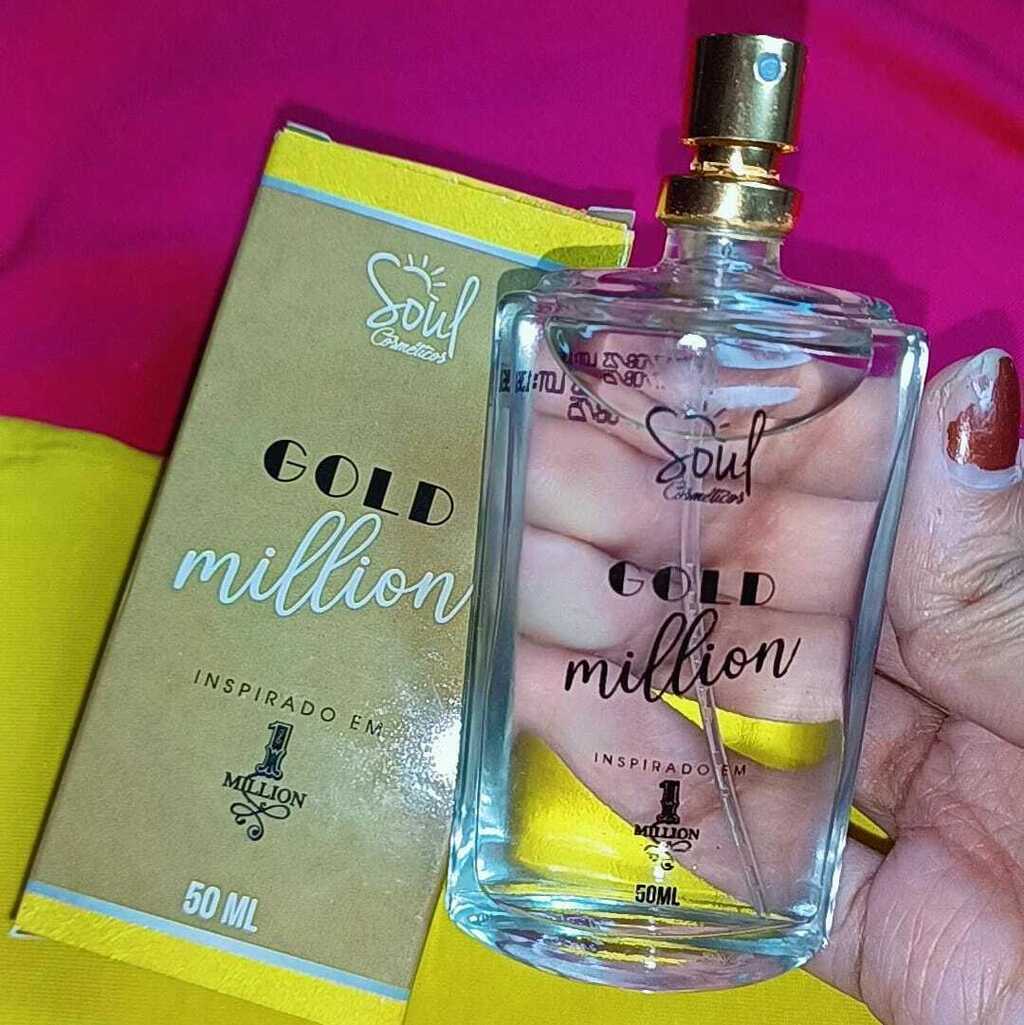 Soul
Cosméticos
GOLD
million
INSPIRADO EM
1
MILLION
50 ML
Soul
Cosméticos
GOLD
million
INSPIRADO EM
1
MILLION
50ML